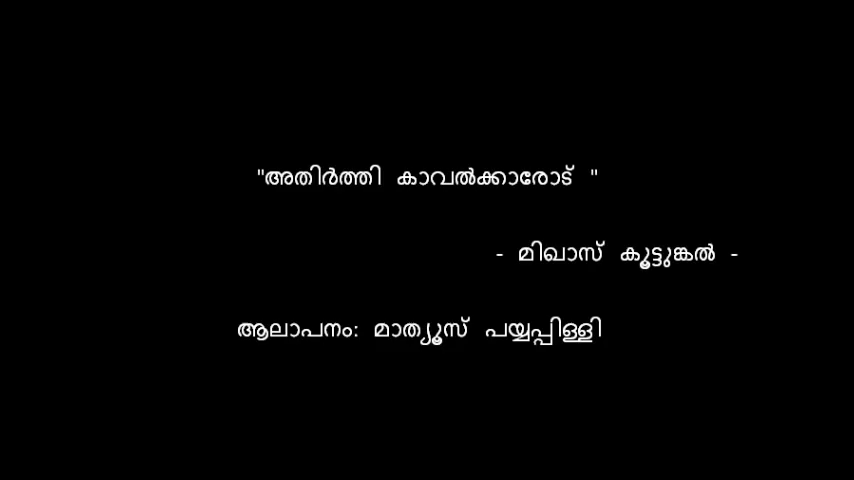 "അതിർത്തി കാവൽക്കാരോട് "
- മിഖാസ് കൂട്ടുങ്കൽ -
ആലാപനം: മാത്യൂസ് പയ്യപ്പിള്ളി